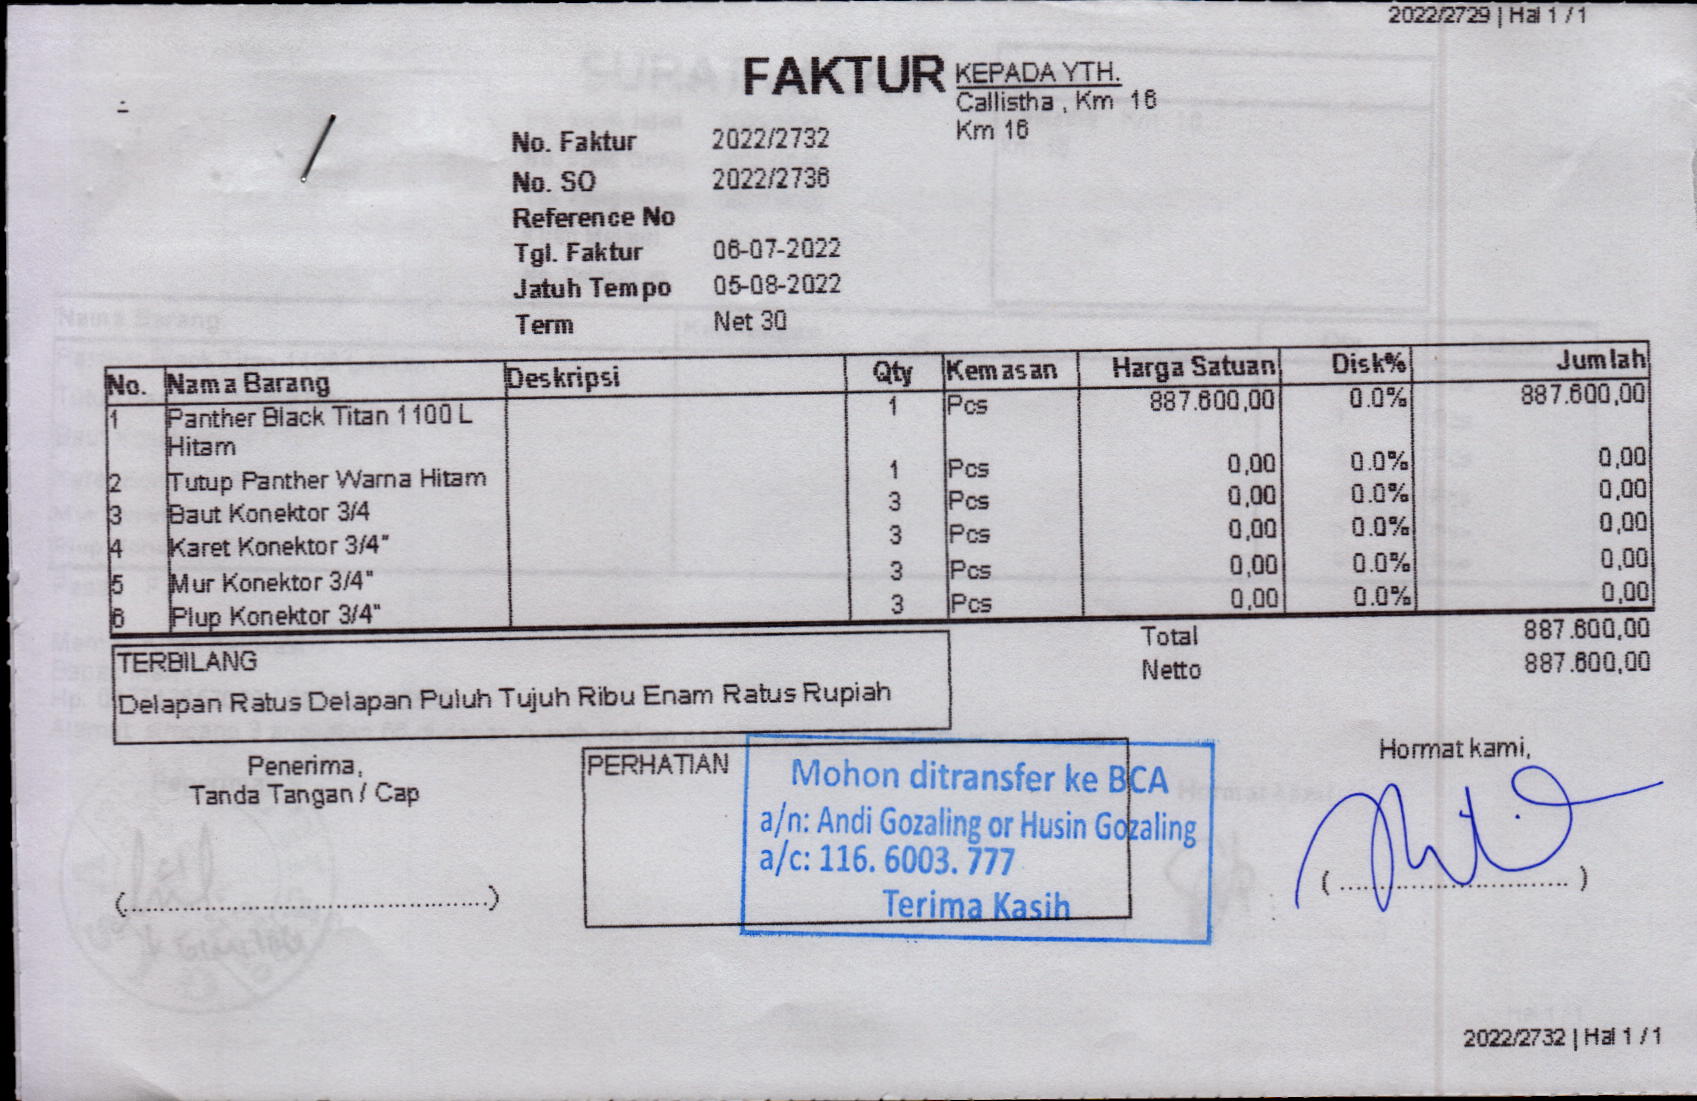 2022/2729 | Hal 1 / 1
FAKTUR
KEPADA YTH.
Callistha , Km 16
Km 16
No. Faktur 2022/2732
No. SO 2022/2736
Reference No
Tgl. Faktur 06-07-2022
Jatuh Tempo 05-08-2022
Term Net 30
No. Nama Barang Deskripsi Qty Kemasan Harga Satuan Disk% Jumlah
1 Panther Black Titan 1100 L 1 Pcs 887.600,00 0.0% 887.600,00
Hitam
2 Tutup Panther Warna Hitam 1 Pcs 0,00 0.0% 0,00
3 Baut Konektor 3/4 3 Pcs 0,00 0.0% 0,00
4 Karet Konektor 3/4" 3 Pcs 0,00 0.0% 0,00
5 Mur Konektor 3/4" 3 Pcs 0,00 0.0% 0,00
6 Plup Konektor 3/4" 3 Pcs 0,00 0.0% 0,00
Total 887.600,00
Netto 887.600,00
TERBILANG
Delapan Ratus Delapan Puluh Tujuh Ribu Enam Ratus Rupiah
Penerima,
Tanda Tangan / Cap
(..........................................)
PERHATIAN
Mohon ditransfer ke BCA
a/n: Andi Gozaling or Husin Gozaling
a/c: 116. 6003. 777
Terima Kasih
Hormat kami,
( ............................ )
2022/2732 | Hal 1 / 1